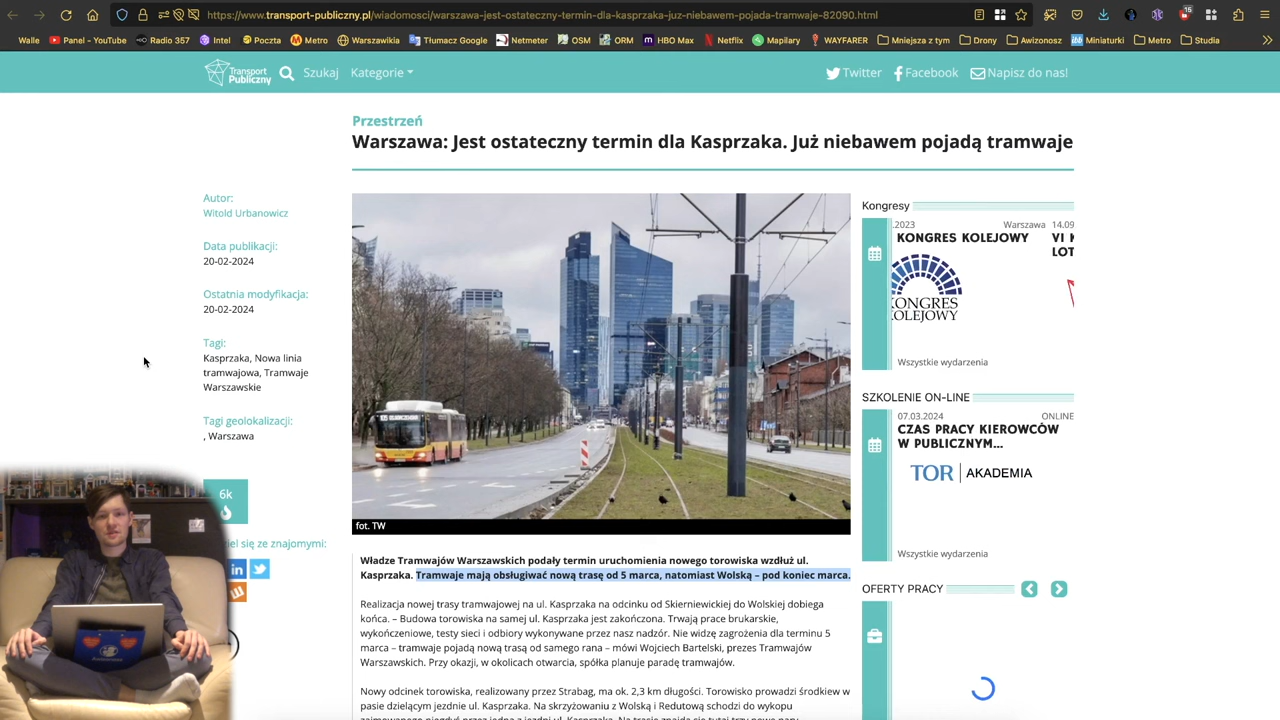 https://www.transport-publiczny.pl/wiadomosci/warszawa-jest-ostateczny-termin-dla-kasprzaka-juz-niebawem-pojada-tramwaje-82090.html
15
Walle
Panel - YouTube
Radio 357
Intel
Poczta
Metro
Warszawikia
Tłumacz Google
Netmeter
OSM
ORM
HBO Max
Netflix
Mapilary
WAYFARER
Mniejsza z tym
Drony
Awizonosz
Miniaturki
Metro
Studia
Transport Publiczny
Szukaj
Kategorie
Twitter
Facebook
Napisz do nas!
Przestrzeń
Warszawa: Jest ostateczny termin dla Kasprzaka. Już niebawem pojadą tramwaje
Autor:
Witold Urbanowicz
Data publikacji:
20-02-2024
Ostatnia modyfikacja:
20-02-2024
Tagi:
Kasprzaka, Nowa linia
tramwajowa, Tramwaje
Warszawskie
Tagi geolokalizacji:
, Warszawa
6k
iel się ze znajomymi:
fot. TW
Władze Tramwajów Warszawskich podały termin uruchomienia nowego torowiska wzdłuż ul.
Kasprzaka. Tramwaje mają obsługiwać nową trasę od 5 marca, natomiast Wolską – pod koniec marca.
Realizacja nowej trasy tramwajowej na ul. Kasprzaka na odcinku od Skierniewickiej do Wolskiej dobiega
końca. – Budowa torowiska na samej ul. Kasprzaka jest zakończona. Trwają prace brukarskie,
wykończeniowe, testy sieci i odbiory wykonywane przez nasz nadzór. Nie widzę zagrożenia dla terminu 5
marca – tramwaje pojadą nową trasą od samego rana – mówi Wojciech Bartelski, prezes Tramwajów
Warszawskich. Przy okazji, w okolicach otwarcia, spółka planuje paradę tramwajów.
Nowy odcinek torowiska, realizowany przez Strabag, ma ok. 2,3 km długości. Torowisko prowadzi środkiem w
pasie dzielącym jezdnie ul. Kasprzaka. Na skrzyżowaniu z Wolską i Redutową schodzi do wykopu
Kongresy
.2023
Warszawa
14.09
KONGRES KOLEJOWY
VI K
LOT
KONGRES
KOLEJOWY
Wszystkie wydarzenia
SZKOLENIE ON-LINE
07.03.2024
ONLINE
CZAS PRACY KIEROWCÓW
W PUBLICZNYM...
TOR AKADEMIA
Wszystkie wydarzenia
OFERTY PRACY